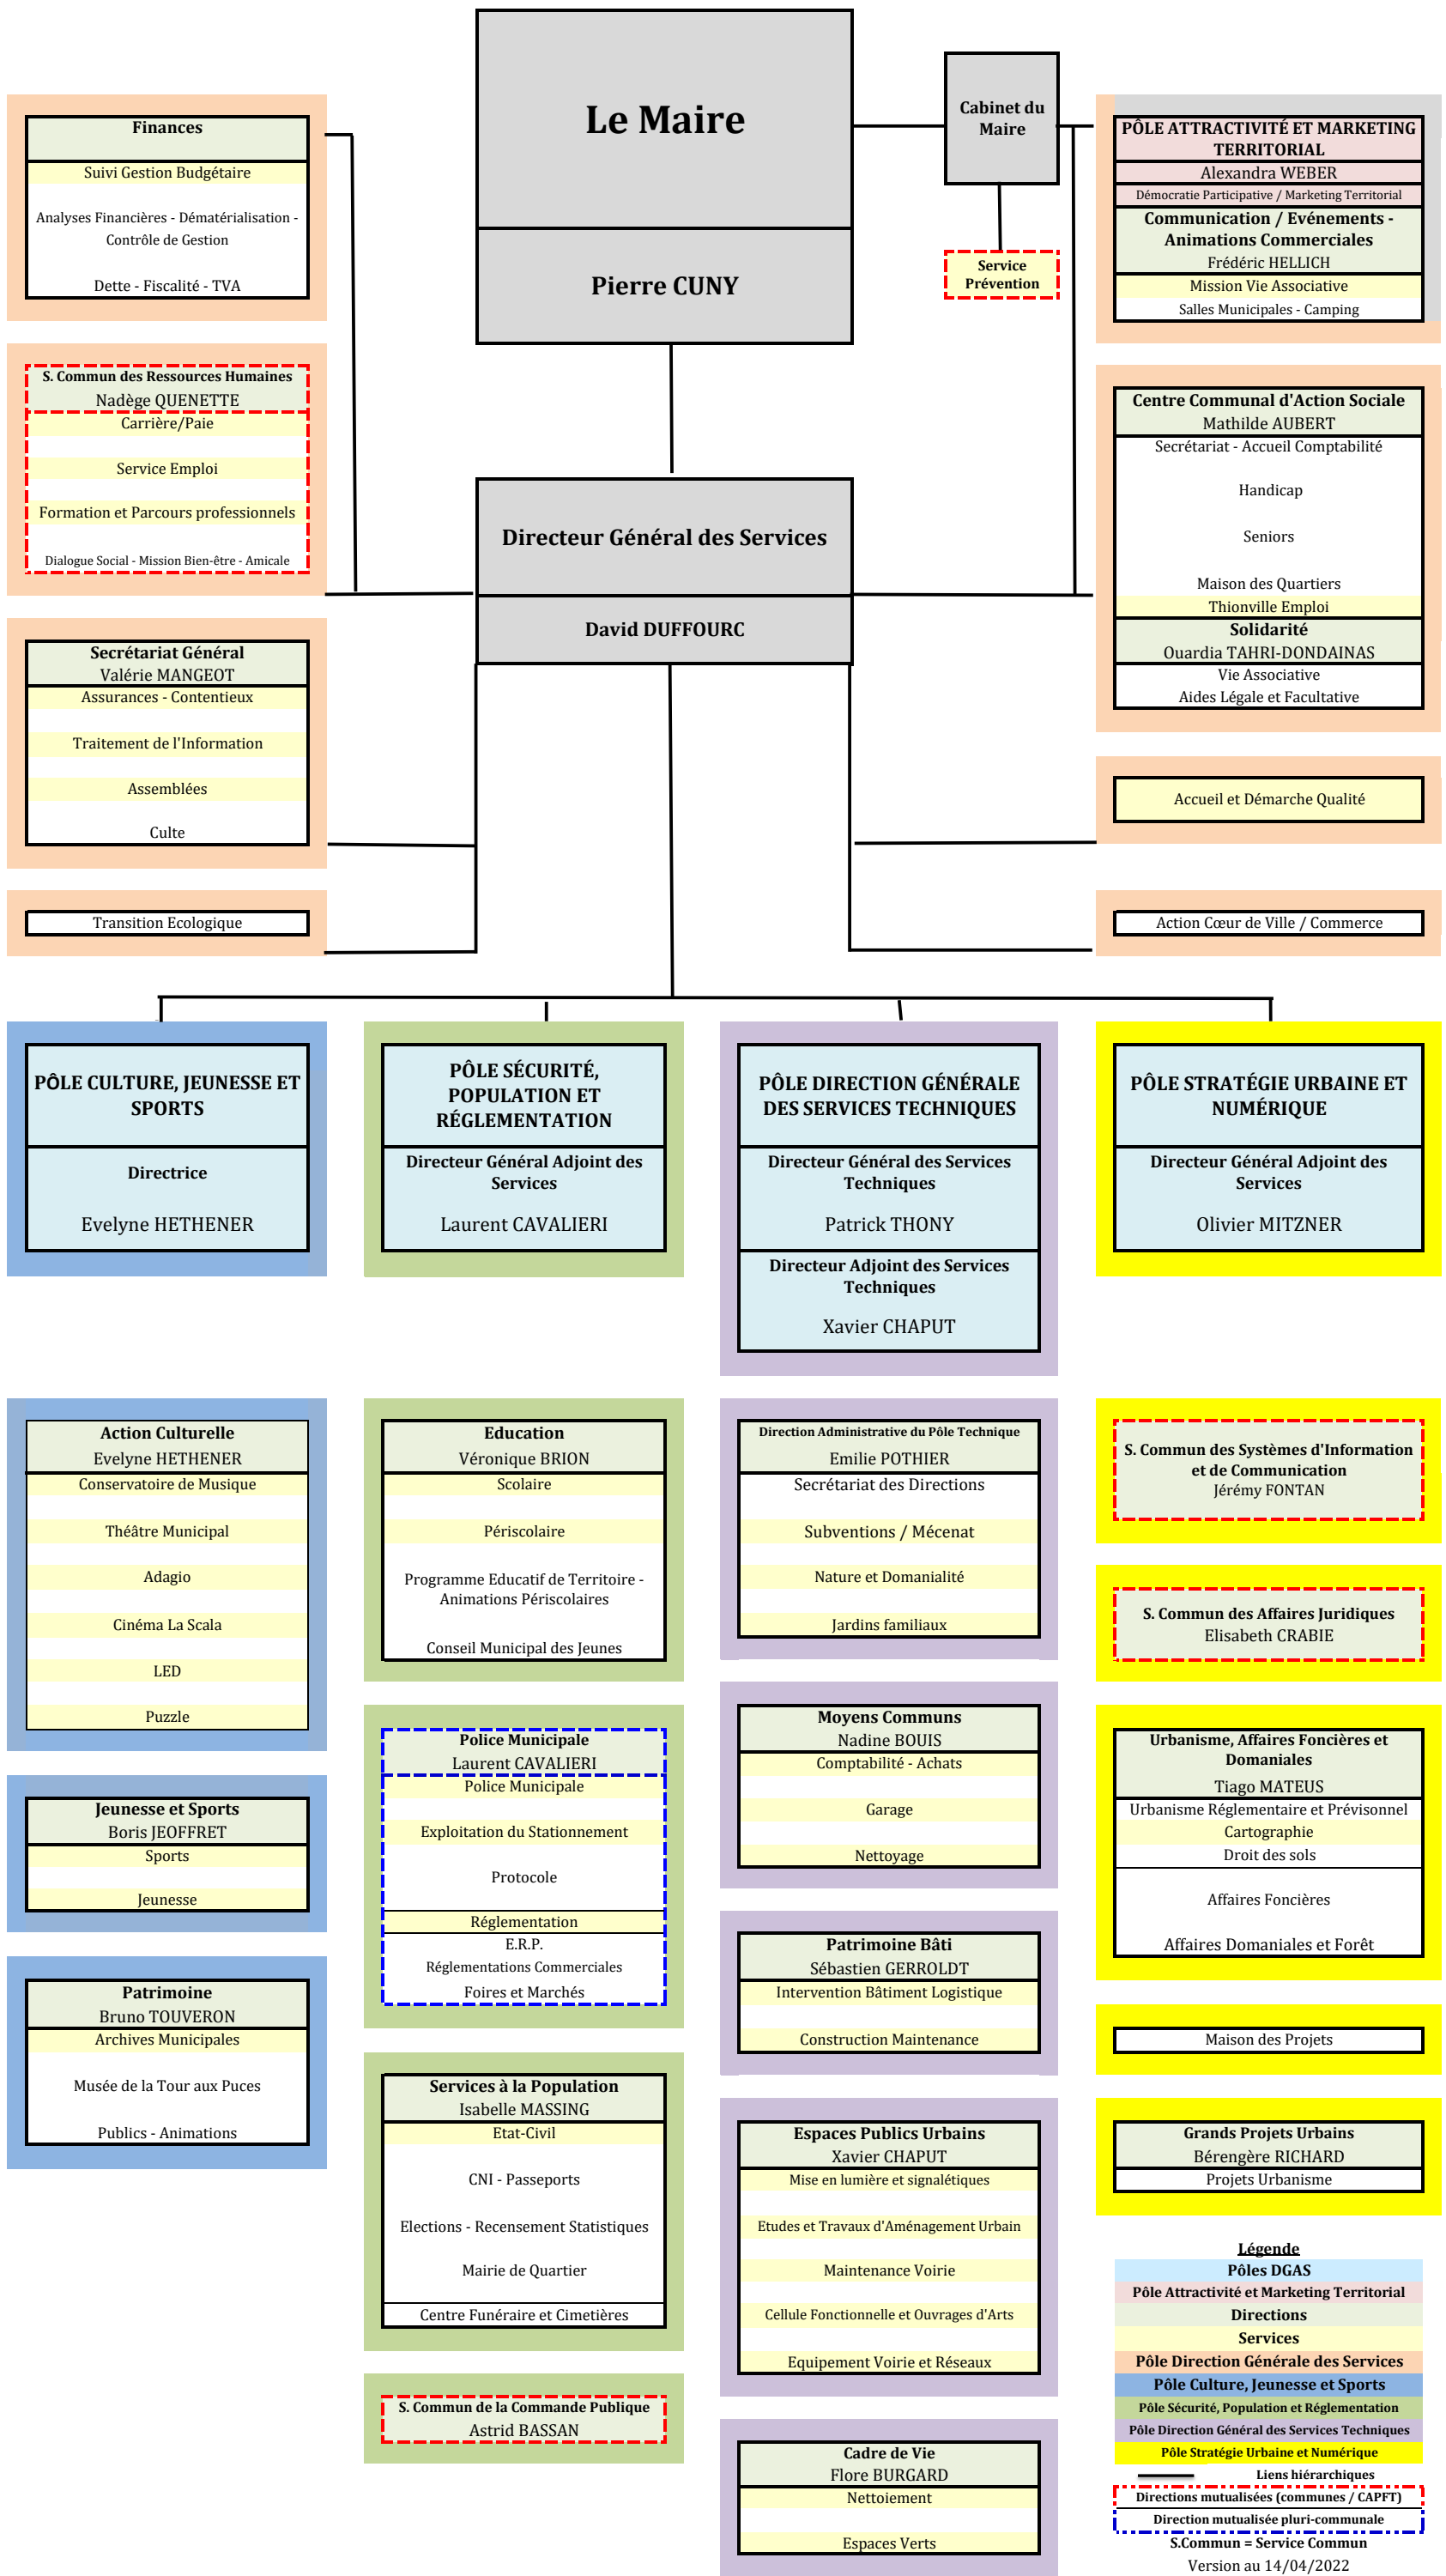 Le Maire
Pierre CUNY
Cabinet du
Maire
Service
Prévention
Finances
Suivi Gestion Budgétaire
Analyses Financières - Dématérialisation -
Contrôle de Gestion
Dette - Fiscalité - TVA
PÔLE ATTRACTIVITÉ ET MARKETING
TERRITORIAL
Alexandra WEBER
Démocratie Participative / Marketing Territorial
Communication / Evénements -
Animations Commerciales
Frédéric HELLICH
Mission Vie Associative
Salles Municipales - Camping
S. Commun des Ressources Humaines
Nadège QUENETTE
Carrière/Paie
Service Emploi
Formation et Parcours professionnels
Dialogue Social - Mission Bien-être - Amicale
Centre Communal d'Action Sociale
Mathilde AUBERT
Secrétariat - Accueil Comptabilité
Handicap
Seniors
Maison des Quartiers
Thionville Emploi
Solidarité
Ouardia TAHRI-DONDAINAS
Vie Associative
Aides Légale et Facultative
Directeur Général des Services
David DUFFOURC
Secrétariat Général
Valérie MANGEOT
Assurances - Contentieux
Traitement de l'Information
Assemblées
Culte
Accueil et Démarche Qualité
Transition Ecologique
Action Cœur de Ville / Commerce
PÔLE CULTURE, JEUNESSE ET
SPORTS
Directrice
Evelyne HETHENER
PÔLE SÉCURITÉ,
POPULATION ET
RÉGLEMENTATION
Directeur Général Adjoint des
Services
Laurent CAVALIERI
PÔLE DIRECTION GÉNÉRALE
DES SERVICES TECHNIQUES
Directeur Général des Services
Techniques
Patrick THONY
Directeur Adjoint des Services
Techniques
Xavier CHAPUT
PÔLE STRATÉGIE URBAINE ET
NUMÉRIQUE
Directeur Général Adjoint des
Services
Olivier MITZNER
Action Culturelle
Evelyne HETHENER
Conservatoire de Musique
Théâtre Municipal
Adagio
Cinéma La Scala
LED
Puzzle
Jeunesse et Sports
Boris JEOFFRET
Sports
Jeunesse
Patrimoine
Bruno TOUVERON
Archives Municipales
Musée de la Tour aux Puces
Publics - Animations
Education
Véronique BRION
Scolaire
Périscolaire
Programme Educatif de Territoire -
Animations Périscolaires
Conseil Municipal des Jeunes
Police Municipale
Laurent CAVALIERI
Police Municipale
Exploitation du Stationnement
Protocole
Réglementation
E.R.P.
Réglementations Commerciales
Foires et Marchés
Services à la Population
Isabelle MASSING
Etat-Civil
CNI - Passeports
Elections - Recensement Statistiques
Mairie de Quartier
Centre Funéraire et Cimetières
S. Commun de la Commande Publique
Astrid BASSAN
Direction Administrative du Pôle Technique
Emilie POTHIER
Secrétariat des Directions
Subventions / Mécenat
Nature et Domanialité
Jardins familiaux
Moyens Communs
Nadine BOUIS
Comptabilité - Achats
Garage
Nettoyage
Patrimoine Bâti
Sébastien GERROLDT
Intervention Bâtiment Logistique
Construction Maintenance
Espaces Publics Urbains
Xavier CHAPUT
Mise en lumière et signalétiques
Etudes et Travaux d'Aménagement Urbain
Maintenance Voirie
Cellule Fonctionnelle et Ouvrages d'Arts
Equipement Voirie et Réseaux
Cadre de Vie
Flore BURGARD
Nettoiement
Espaces Verts
S. Commun des Systèmes d'Information
et de Communication
Jérémy FONTAN
S. Commun des Affaires Juridiques
Elisabeth CRABIE
Urbanisme, Affaires Foncières et
Domaniales
Tiago MATEUS
Urbanisme Réglementaire et Prévisonnel
Cartographie
Droit des sols
Affaires Foncières
Affaires Domaniales et Forêt
Maison des Projets
Grands Projets Urbains
Bérengère RICHARD
Projets Urbanisme
Légende
Pôles DGAS
Pôle Attractivité et Marketing Territorial
Directions
Services
Pôle Direction Générale des Services
Pôle Culture, Jeunesse et Sports
Pôle Sécurité, Population et Réglementation
Pôle Direction Général des Services Techniques
Pôle Stratégie Urbaine et Numérique
Liens hiérarchiques
Directions mutualisées (communes / CAPFT)
Direction mutualisée pluri-communale
S.Commun = Service Commun
Version au 14/04/2022